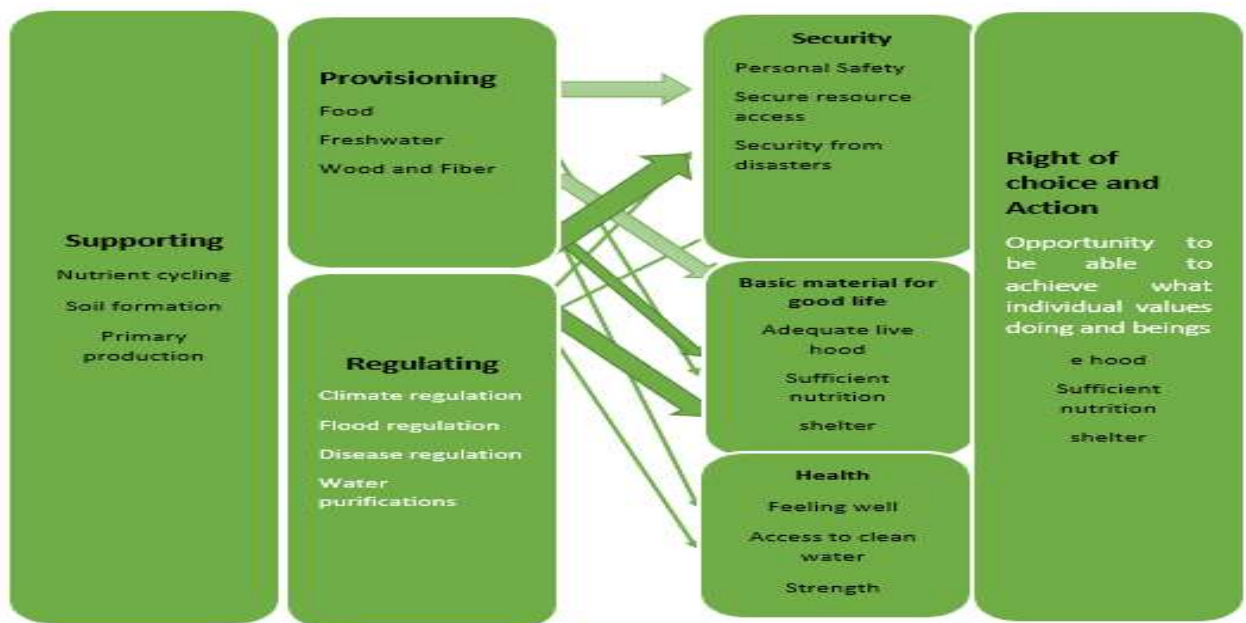 Supporting
Nutrient cycling
Soil formation
Primary
production
Provisioning
Food
Freshwater
Wood and Fiber
Regulating
Climate regulation
Flood regulation
Disease regulation
Water
purifications
Security
Personal Safety
Secure resource
access
Security from
disasters
Basic material for
good life
Adequate live
hood
Sufficient
nutrition
shelter
Health
Feeling well
Access to clean
water
Strength
Right of
choice and
Action
Opportunity to
be able to
achieve what
individual values
doing and beings
e hood
Sufficient
nutrition
shelter